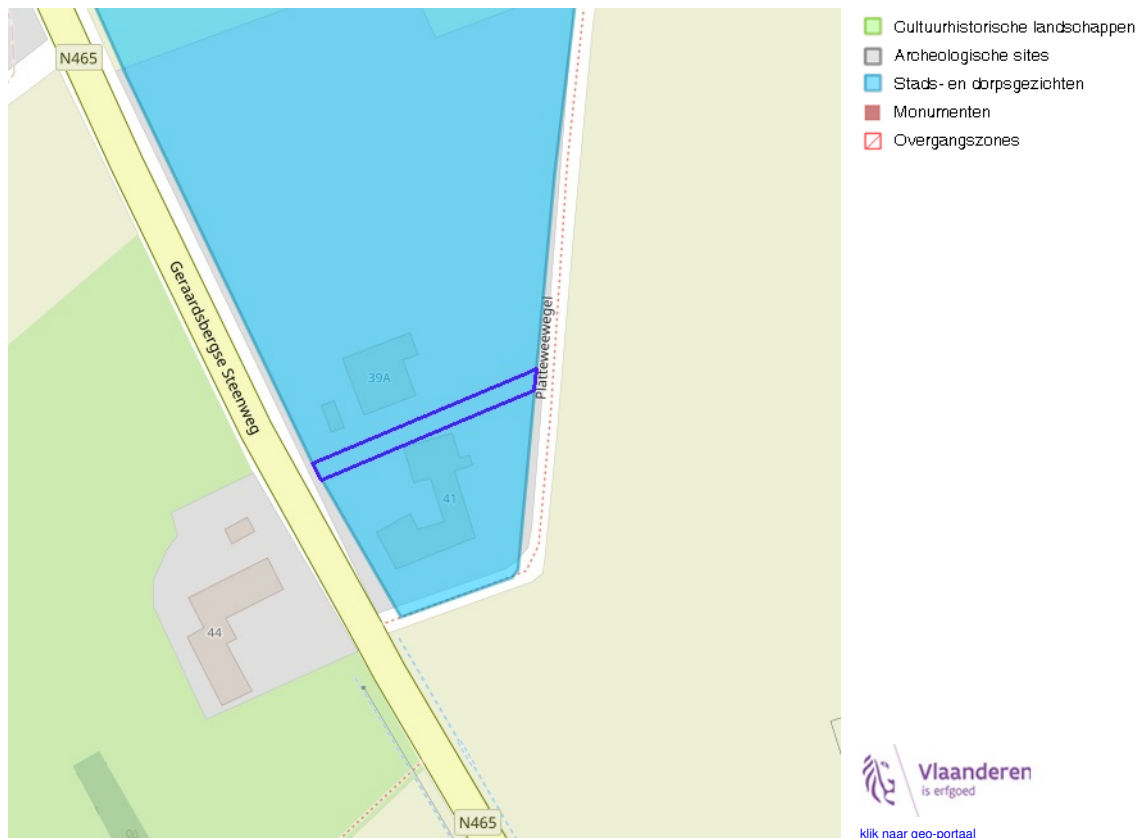 N465
Geraardsbergse Steenweg
Platteweewegel
39A
41
44
N465
Cultuurhistorische landschappen
Archeologische sites
Stads- en dorpsgezichten
Monumenten
Overgangszones
Vlaanderen
is erfgoed
klik naar geo-portaal